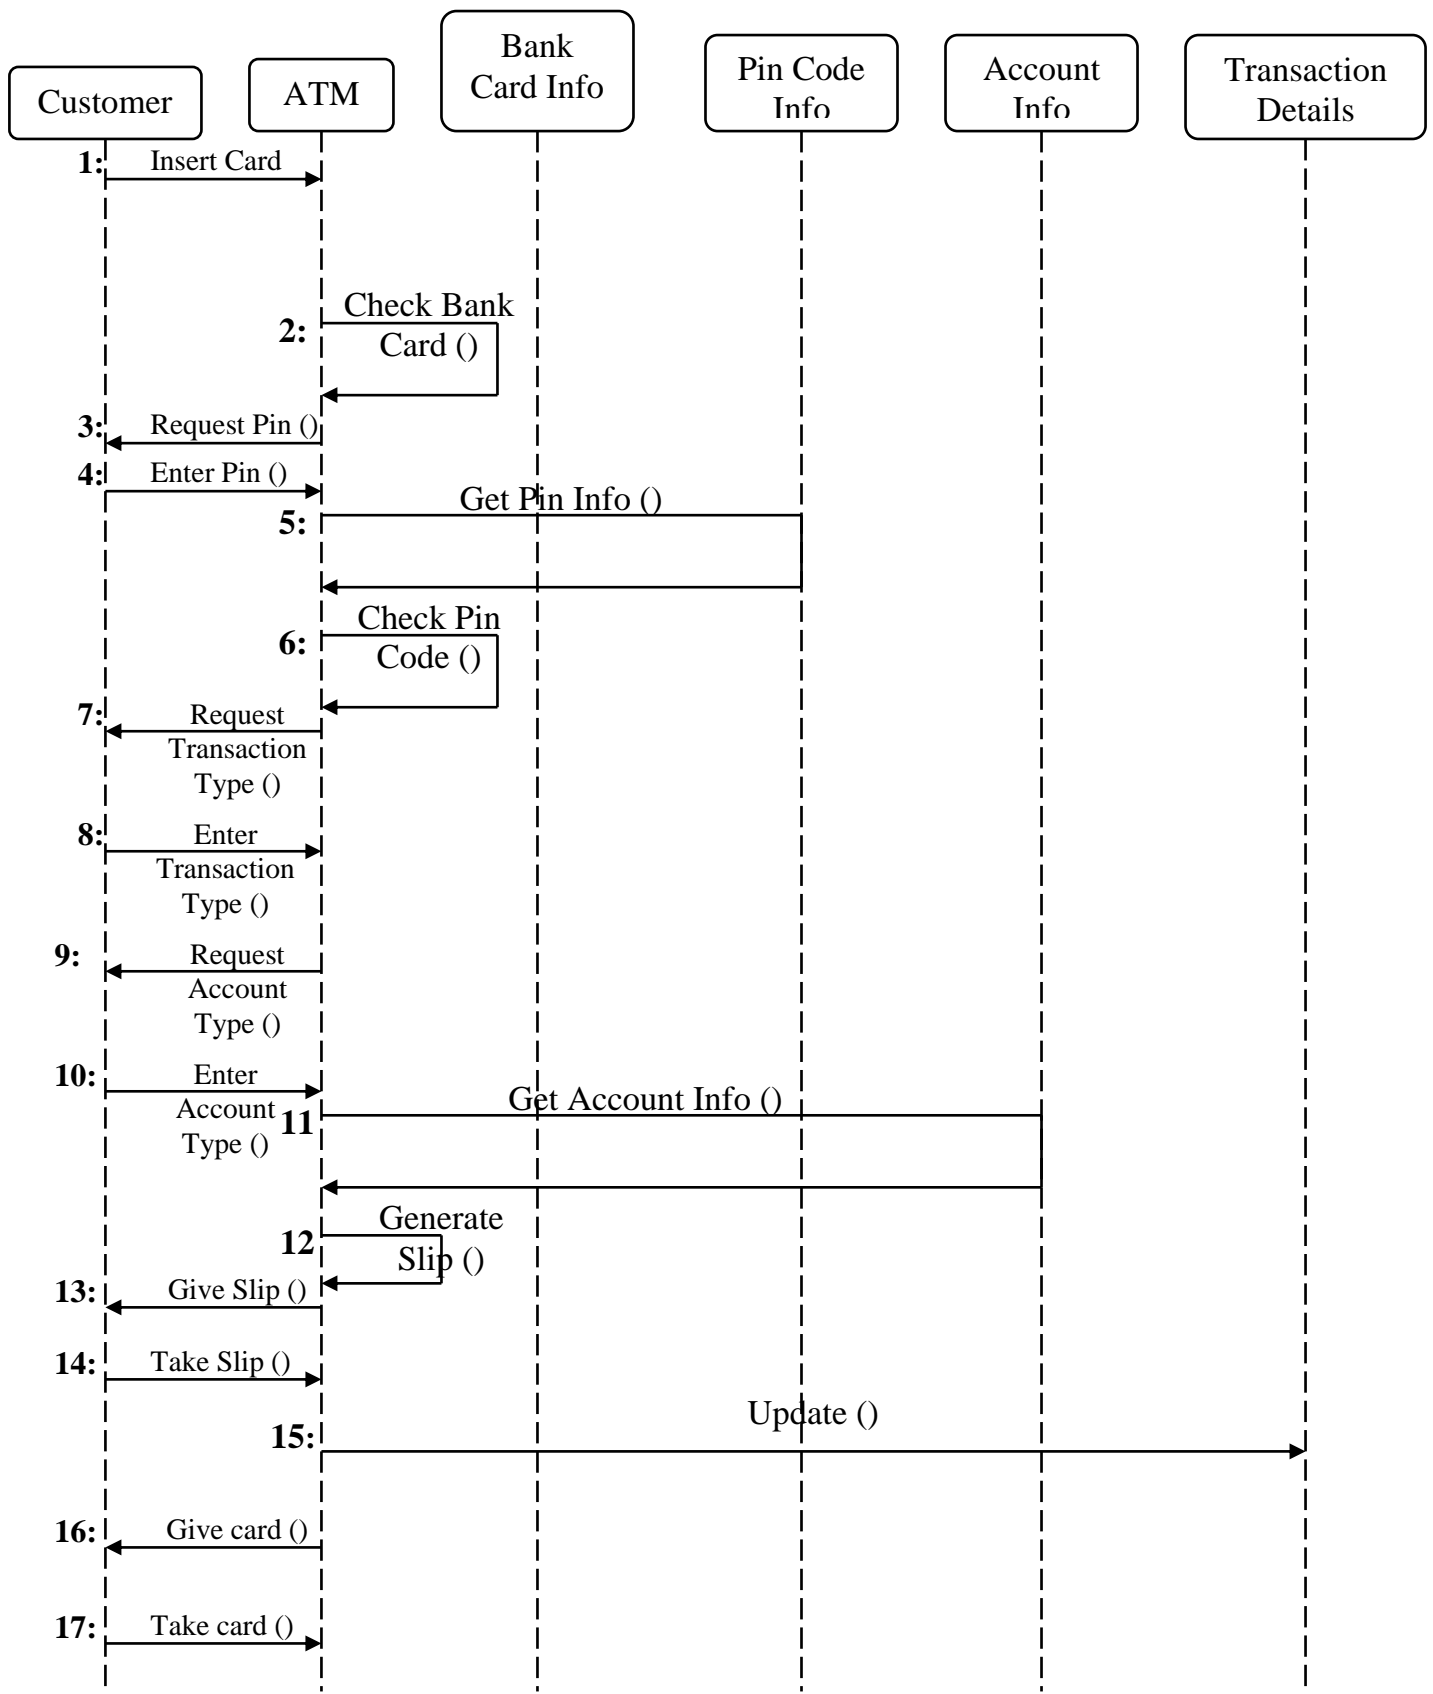 Customer
ATM
Bank
Card Info
Pin Code
Info
Account
Info
Transaction
Details
1: Insert Card
2: Check Bank
Card ()
3: Request Pin ()
4: Enter Pin ()
5: Get Pin Info ()
6: Check Pin
Code ()
7: Request
Transaction
Type ()
8: Enter
Transaction
Type ()
9: Request
Account
Type ()
10: Enter
Account
Type ()
11 Get Account Info ()
12 Generate
Slip ()
13: Give Slip ()
14: Take Slip ()
15: Update ()
16: Give card ()
17: Take card ()